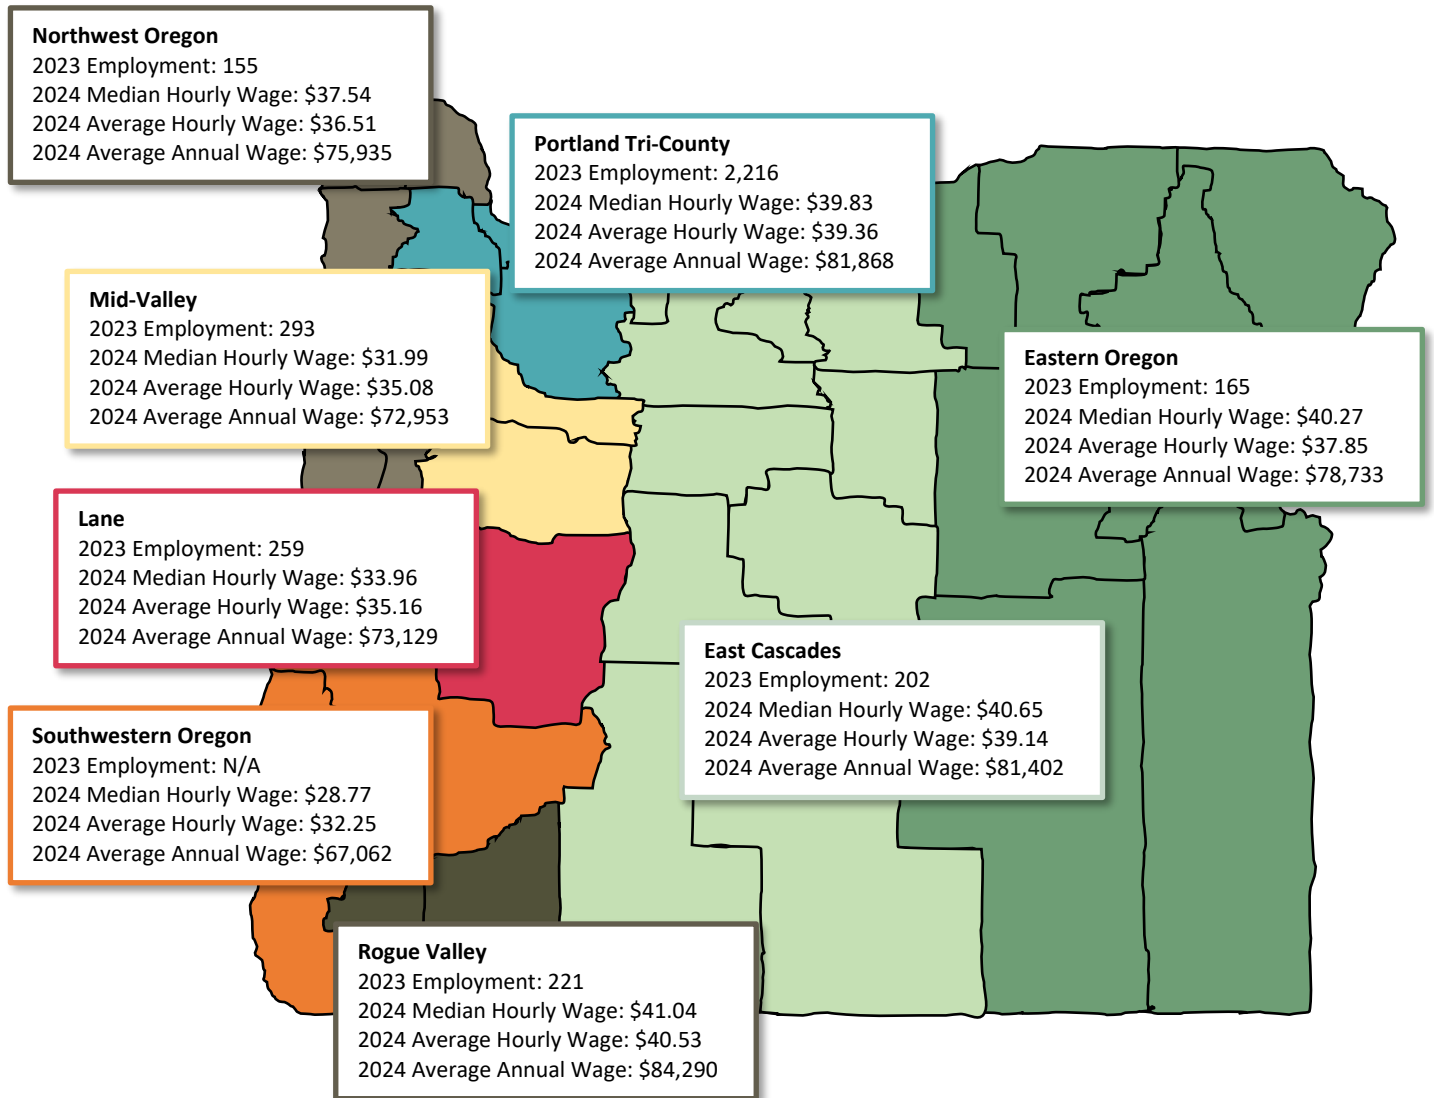 Northwest Oregon
2023 Employment: 155
2024 Median Hourly Wage: $37.54
2024 Average Hourly Wage: $36.51
2024 Average Annual Wage: $75,935
Portland Tri-County
2023 Employment: 2,216
2024 Median Hourly Wage: $39.83
2024 Average Hourly Wage: $39.36
2024 Average Annual Wage: $81,868
Mid-Valley
2023 Employment: 293
2024 Median Hourly Wage: $31.99
2024 Average Hourly Wage: $35.08
2024 Average Annual Wage: $72,953
Eastern Oregon
2023 Employment: 165
2024 Median Hourly Wage: $40.27
2024 Average Hourly Wage: $37.85
2024 Average Annual Wage: $78,733
Lane
2023 Employment: 259
2024 Median Hourly Wage: $33.96
2024 Average Hourly Wage: $35.16
2024 Average Annual Wage: $73,129
East Cascades
2023 Employment: 202
2024 Median Hourly Wage: $40.65
2024 Average Hourly Wage: $39.14
2024 Average Annual Wage: $81,402
Southwestern Oregon
2023 Employment: N/A
2024 Median Hourly Wage: $28.77
2024 Average Hourly Wage: $32.25
2024 Average Annual Wage: $67,062
Rogue Valley
2023 Employment: 221
2024 Median Hourly Wage: $41.04
2024 Average Hourly Wage: $40.53
2024 Average Annual Wage: $84,290